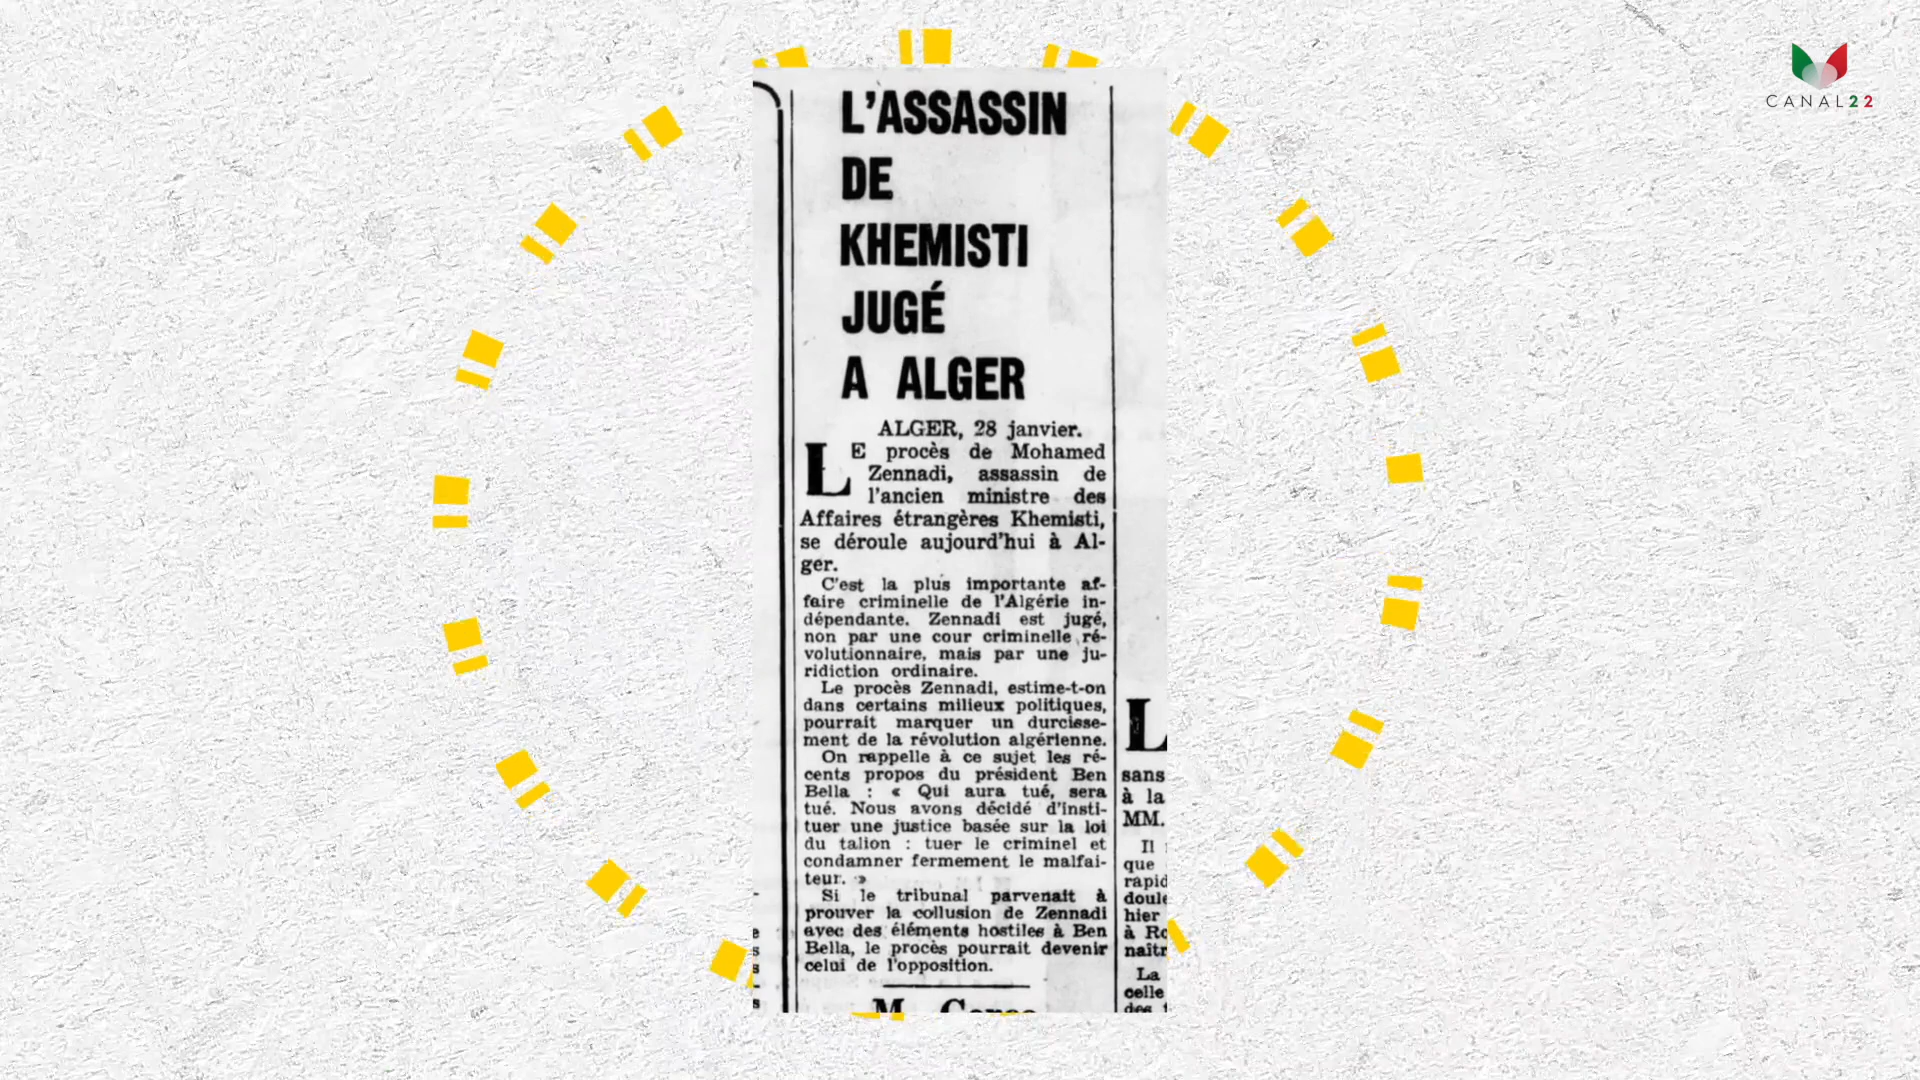 CANAL22
L'ASSASSIN
DE
KHEMISTI
JUGÉ
A ALGER
ALGER, 28 janvier.
LE procès de Mohamed
Zennadi, assassin de
l'ancien ministre des
Affaires étrangères Khemisti,
se déroule aujourd'hui à Al-
ger.
C'est la plus importante af-
faire criminelle de l'Algérie in-
dépendante. Zennadi est jugé,
non par une cour criminelle ré-
volutionnaire, mais par une ju-
ridiction ordinaire.
Le procès Zennadi, estime-t-on
dans certains milieux politiques,
pourrait marquer un durcisse-
ment de la révolution algérienne.
On rappelle à ce sujet les ré-
cents propos du président Ben
Bella : « Qui aura tué, sera
tué. Nous avons décidé d'insti-
tuer une justice basée sur la loi
du talion : tuer le criminel et
condamner fermement le malfai-
teur. »
Si le tribunal parvenait à
prouver la collusion de Zennadi
avec des éléments hostiles à Ben
Bella, le procès pourrait devenir
celui de l'opposition.
L
sans
à la
MM.
Il
que
rapid
doule
hier
à Ro
naîtr
La
celle
des